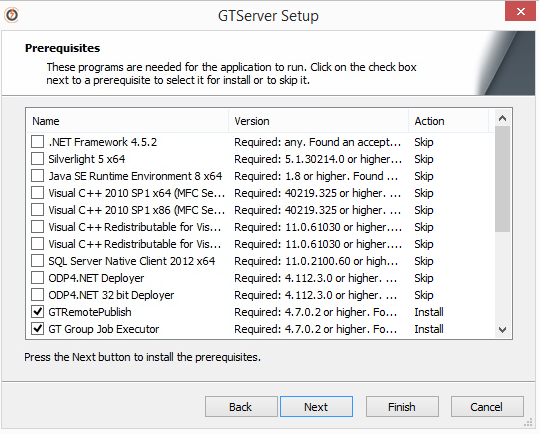 GTServer Setup
Prerequisites
These programs are needed for the application to run. Click on the check box
next to a prerequisite to select it for install or to skip it.
Name Version Action
.NET Framework 4.5.2 Required: any. Found an accept... Skip
Silverlight 5 x64 Required: 5.1.30214.0 or higher... Skip
Java SE Runtime Environment 8 x64 Required: 1.8 or higher. Found ... Skip
Visual C++ 2010 SP1 x64 (MFC Se... Required: 40219.325 or higher. ... Skip
Visual C++ 2010 SP1 x86 (MFC Se... Required: 40219.325 or higher. ... Skip
Visual C++ Redistributable for Vis... Required: 11.0.61030 or higher.... Skip
Visual C++ Redistributable for Vis... Required: 11.0.61030 or higher.... Skip
SQL Server Native Client 2012 x64 Required: 11.0.2100.60 or high... Skip
ODP4.NET Deployer Required: 4.112.3.0 or higher. ... Skip
ODP4.NET 32 bit Deployer Required: 4.112.3.0 or higher. ... Skip
GTRemotePublish Required: 4.7.0.2 or higher. Fo... Install
GT Group Job Executor Required: 4.7.0.2 or higher. Fo... Install
Press the Next button to install the prerequisites.
Back Next Finish Cancel